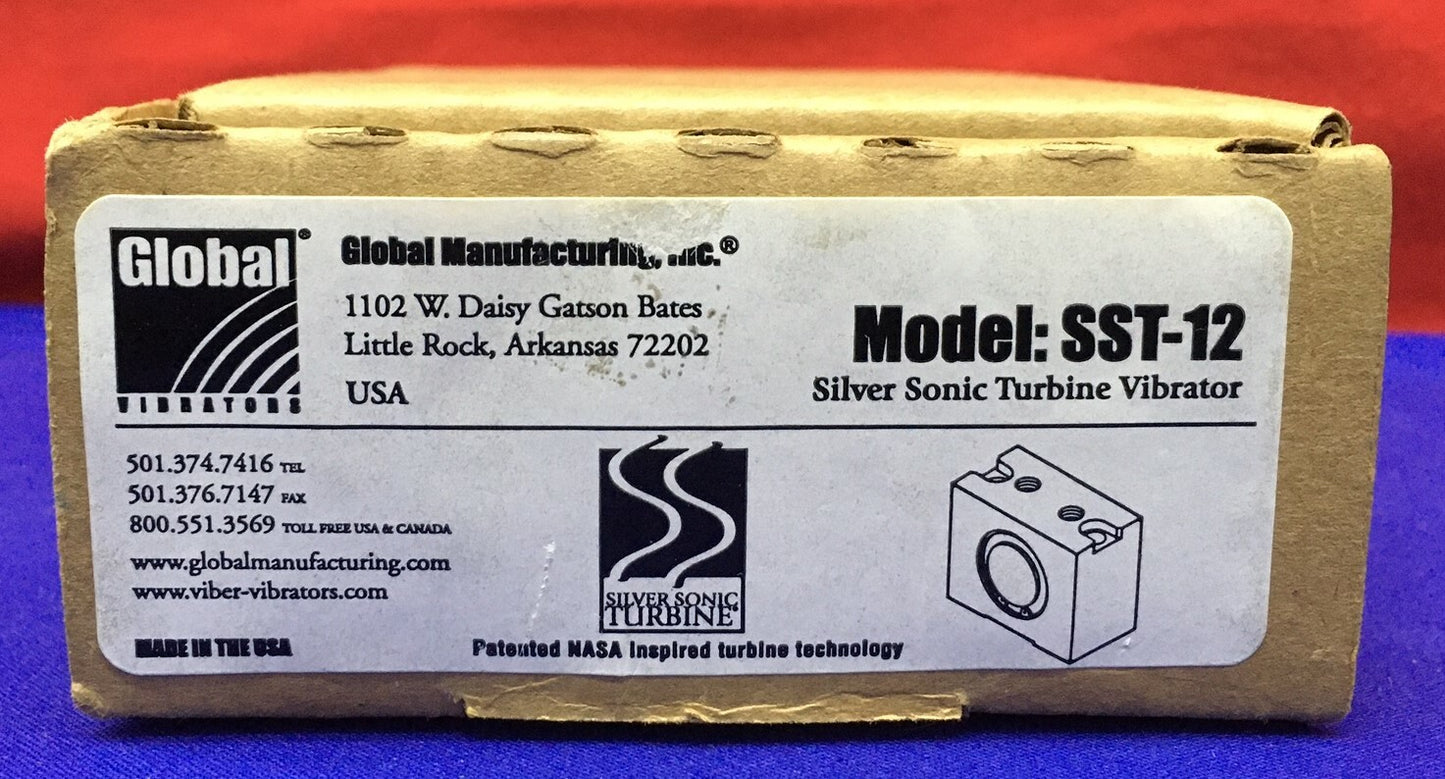 Global®
VIBRATORS
Global Manufacturing, Inc.®
1102 W. Daisy Gatson Bates
Little Rock, Arkansas 72202
USA
Model: SST-12
Silver Sonic Turbine Vibrator
501.374.7416 TEL
501.376.7147 FAX
800.551.3569 TOLL FREE USA & CANADA
www.globalmanufacturing.com
www.viber-vibrators.com
MADE IN THE USA
SILVER SONIC
TURBINE®
Patented NASA inspired turbine technology